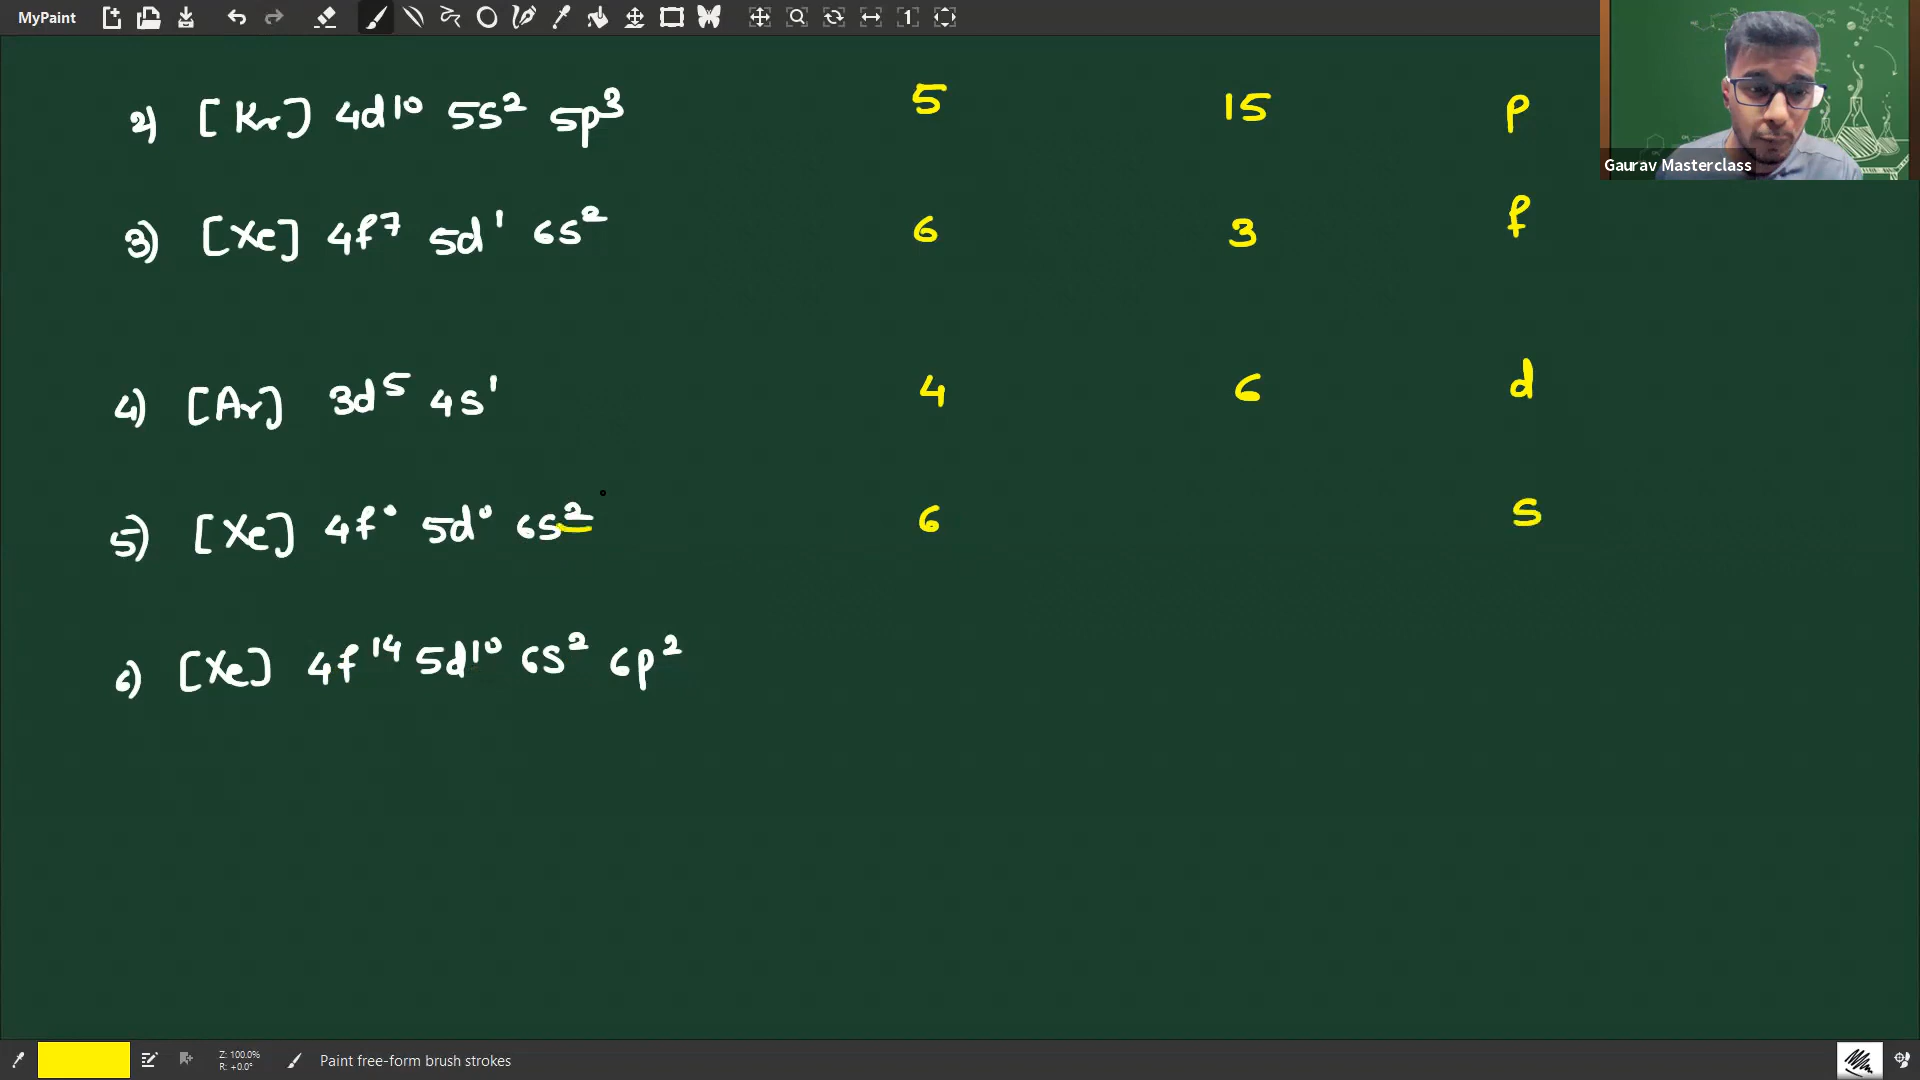 MyPaint
2) [Kr] 4d¹⁰ 5s² 5p³ 5 15 p
Gaurav Masterclass
3) [Xe] 4f⁷ 5d¹ 6s² 6 3 f
4) [Ar] 3d⁵ 4s¹ 4 6 d
5) [Xe] 4f⁰ 5d⁰ 6s² 6 s
6) [Xe] 4f¹⁴ 5d¹⁰ 6s² 6p²
Z: 100.0%
R: +0.0°
Paint free-form brush strokes